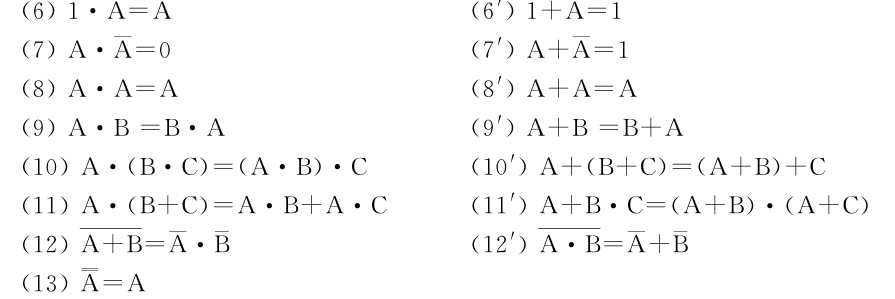 (6) 1·A=A (6′) 1+A=1
(7) A·A̅=0 (7′) A+A̅=1
(8) A·A=A (8′) A+A=A
(9) A·B=B·A (9′) A+B=B+A
(10) A·(B·C)=(A·B)·C (10′) A+(B+C)=(A+B)+C
(11) A·(B+C)=A·B+A·C (11′) A+B·C=(A+B)·(A+C)
(12) A̅+̅B̅=A̅·B̅ (12′) A̅·̅B̅=A̅+B̅
(13) A̿=A